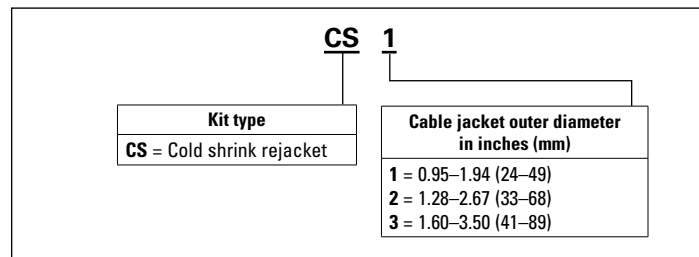 CS 1
Kit type
CS = Cold shrink rejacket
Cable jacket outer diameter
in inches (mm)
1 = 0.95–1.94 (24–49)
2 = 1.28–2.67 (33–68)
3 = 1.60–3.50 (41–89)